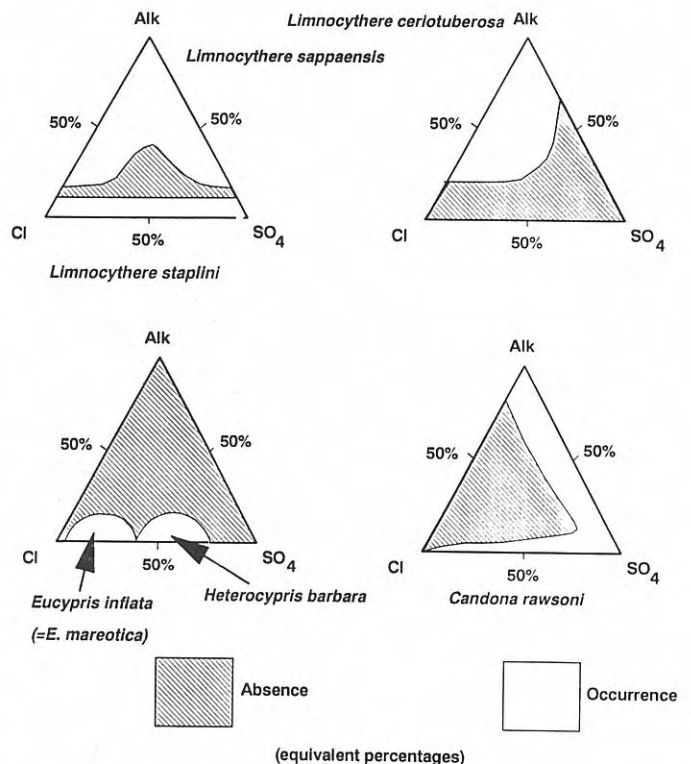 Alk
Limnocythere ceriotuberosa
Alk
Limnocythere sappaensis
50%
50%
50%
50%
Cl
50%
SO4
Cl
50%
SO4
Limnocythere staplini
Alk
Alk
50%
50%
50%
50%
Cl
50%
SO4
Cl
50%
SO4
Eucypris inflata
(=E. mareotica)
Heterocypris barbara
Candona rawsoni
Absence
Occurrence
(equivalent percentages)